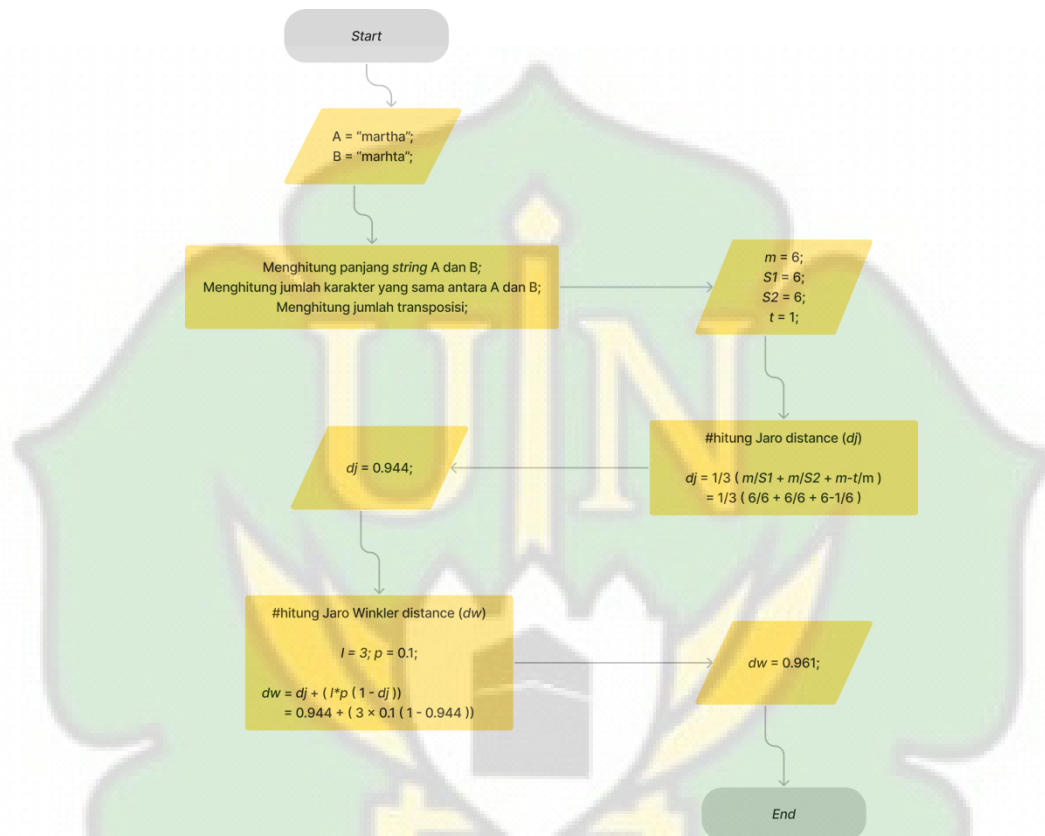 Start
A = “martha”;
B = “marhta”;
Menghitung panjang string A dan B;
Menghitung jumlah karakter yang sama antara A dan B;
Menghitung jumlah transposisi;
m = 6;
S1 = 6;
S2 = 6;
t = 1;
#hitung Jaro distance (dj)
dj = 1/3 ( m/S1 + m/S2 + m-t/m )
= 1/3 ( 6/6 + 6/6 + 6-1/6 )
dj = 0.944;
#hitung Jaro Winkler distance (dw)
l = 3; p = 0.1;
dw = dj + ( l*p ( 1 - dj ))
= 0.944 + ( 3 × 0.1 ( 1 - 0.944 ))
dw = 0.961;
End
UIN